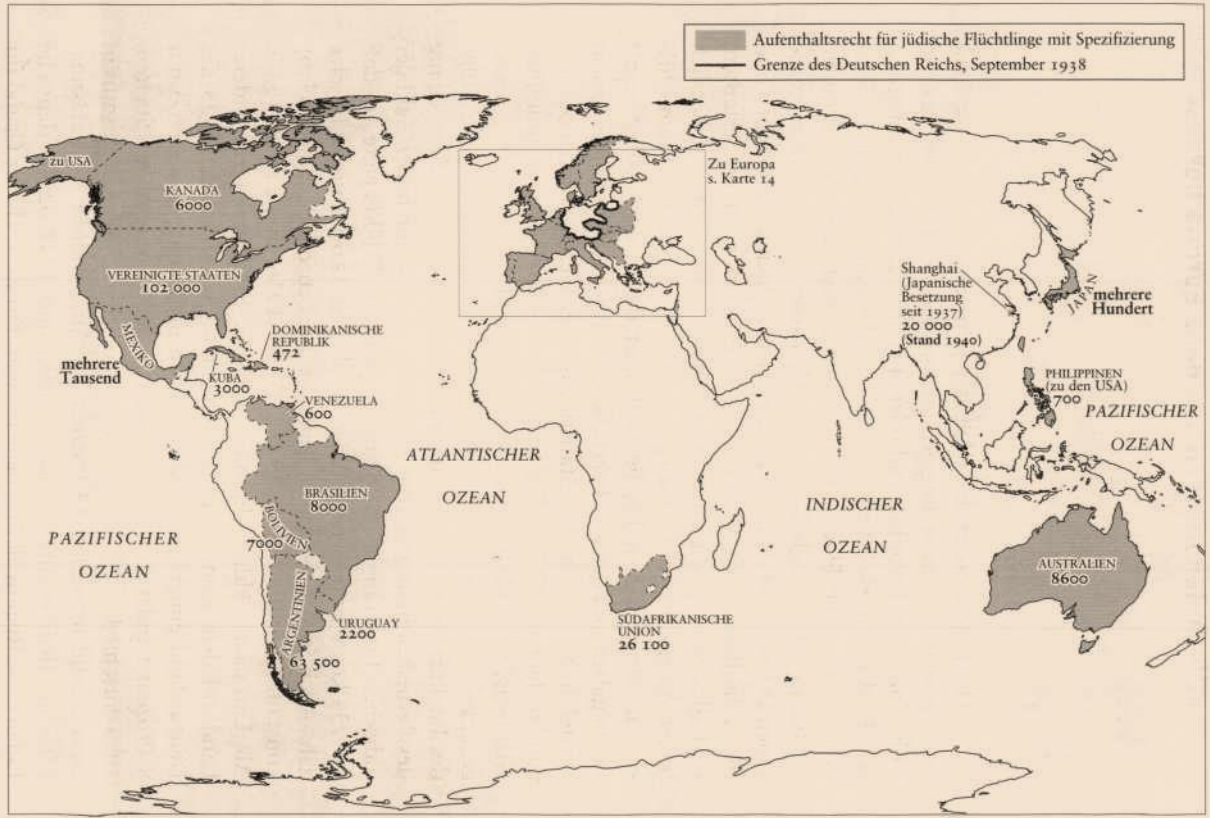 Aufenthaltsrecht für jüdische Flüchtlinge mit Spezifizierung
Grenze des Deutschen Reichs, September 1938
zu USA
KANADA
6000
VEREINIGTE STAATEN
102 000
MEXIKO
mehrere
Tausend
DOMINIKANISCHE
REPUBLIK
472
KUBA
3000
VENEZUELA
600
BRASILIEN
8000
BOLIVIEN
7000
ARGENTINIEN
63 500
URUGUAY
2200
PAZIFISCHER
OZEAN
ATLANTISCHER
OZEAN
Zu Europa
s. Karte 14
SÜDAFRIKANISCHE
UNION
26 100
INDISCHER
OZEAN
Shanghai
(Japanische
Besetzung
seit 1937)
20 000
(Stand 1940)
JAPAN
mehrere
Hundert
PHILIPPINEN
(zu den USA)
700
PAZIFISCHER
OZEAN
AUSTRALIEN
8600